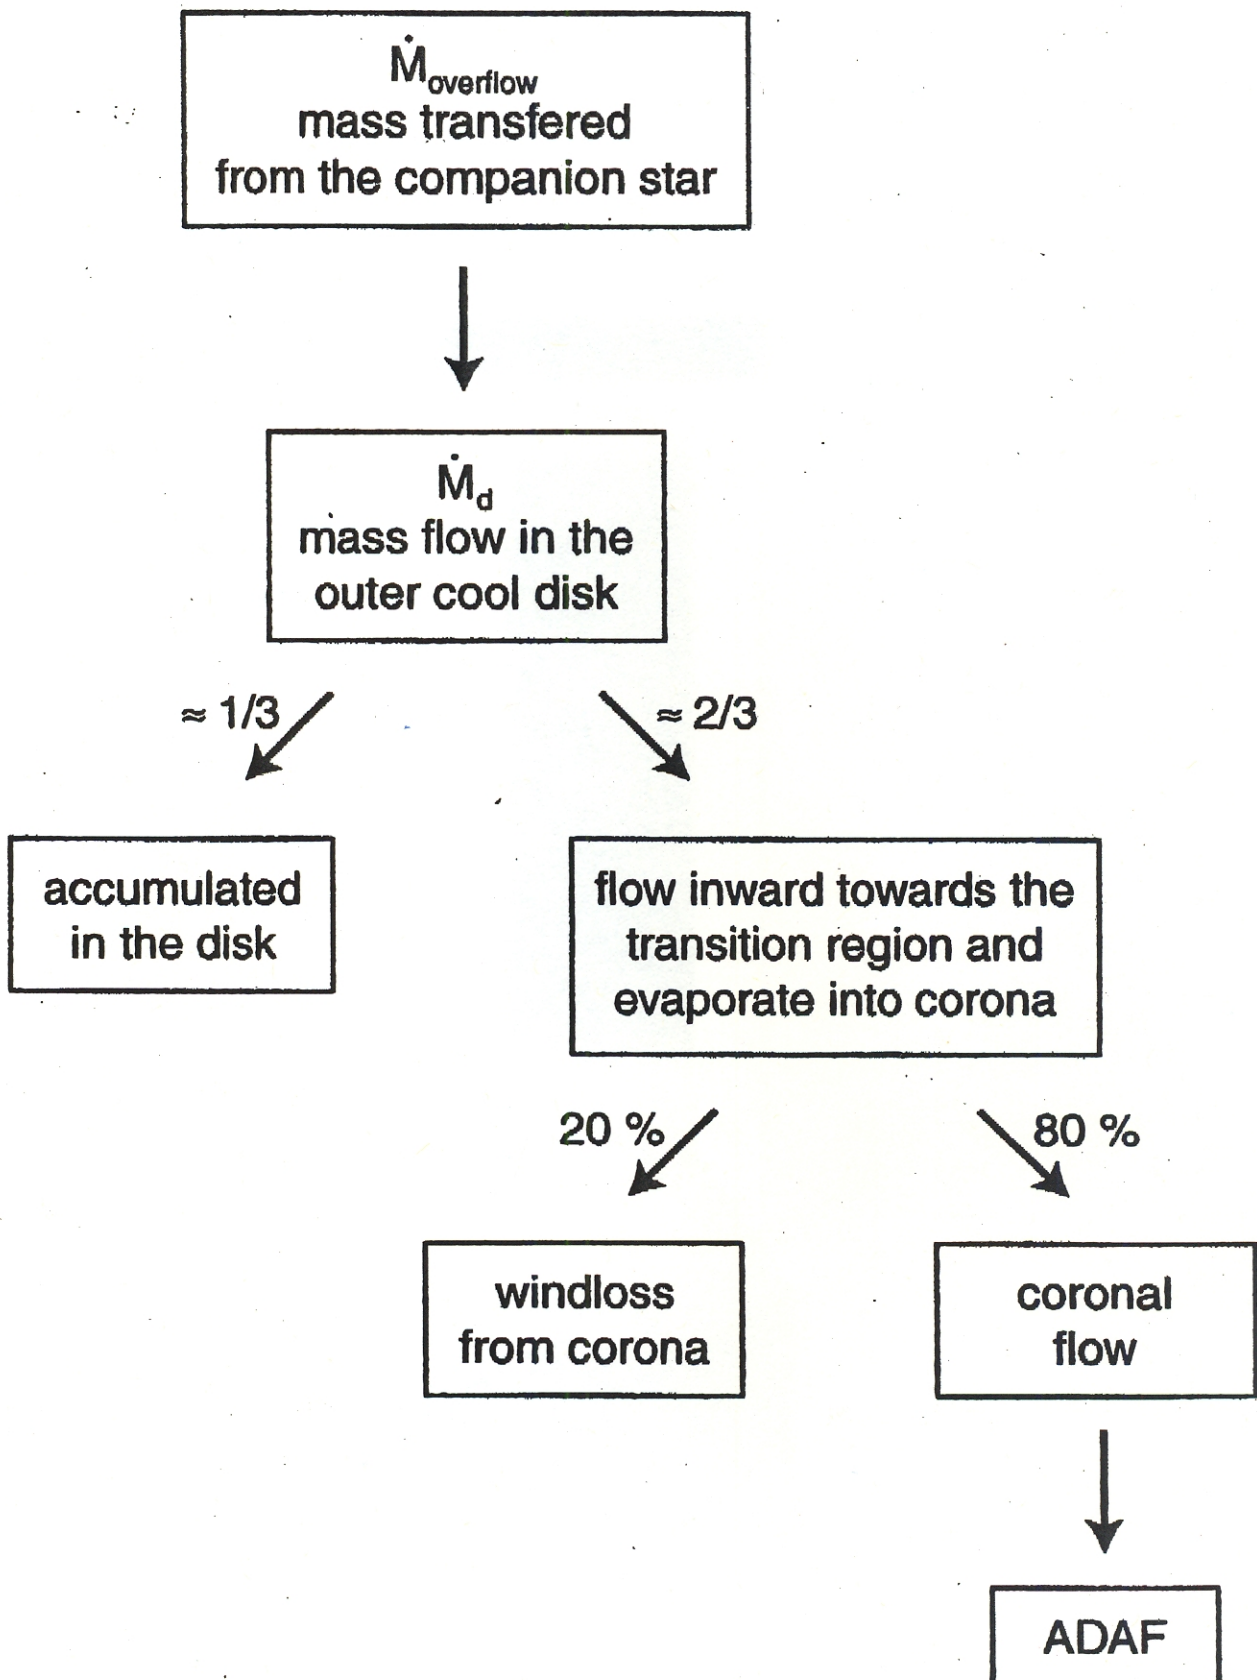 Ṁoverflow
mass transfered
from the companion star
Ṁd
mass flow in the
outer cool disk
≈ 1/3
≈ 2/3
accumulated
in the disk
flow inward towards the
transition region and
evaporate into corona
20 %
80 %
windloss
from corona
coronal
flow
ADAF